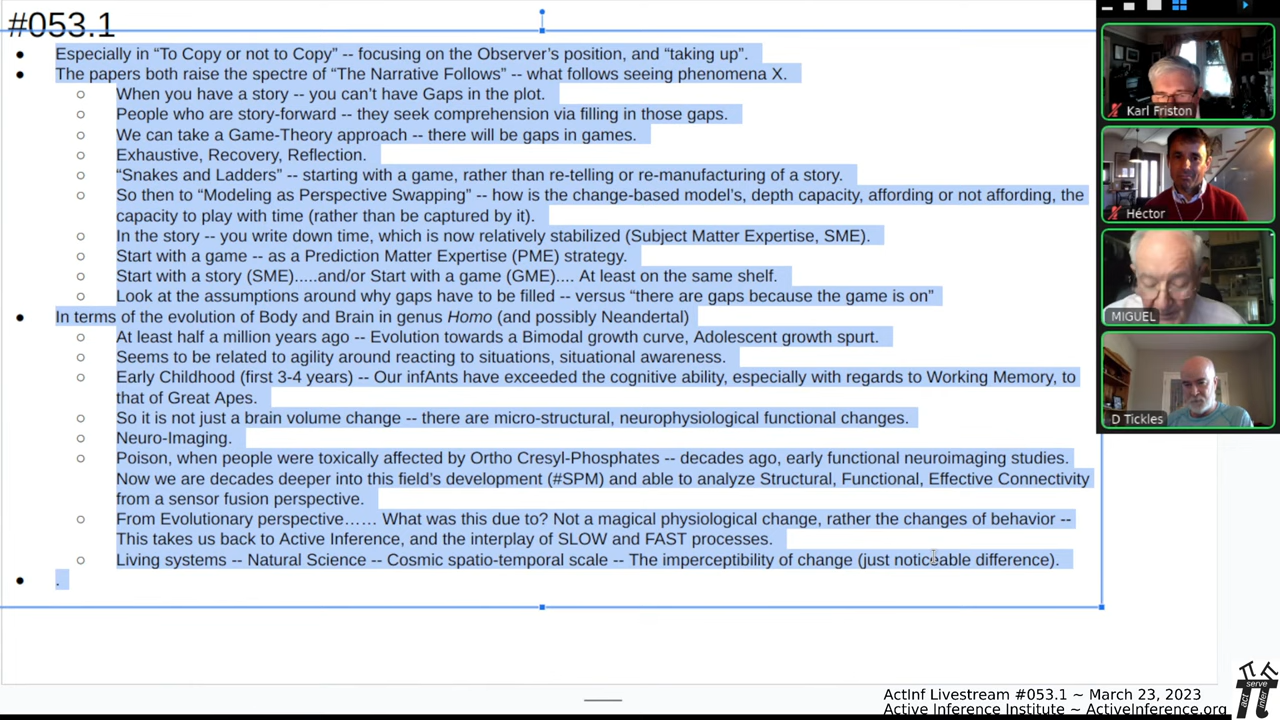 #053.1
● Especially in “To Copy or not to Copy” -- focusing on the Observer’s position, and “taking up”.
● The papers both raise the spectre of “The Narrative Follows” -- what follows seeing phenomena X.
○ When you have a story -- you can’t have Gaps in the plot.
○ People who are story-forward -- they seek comprehension via filling in those gaps.
○ We can take a Game-Theory approach -- there will be gaps in games.
○ Exhaustive, Recovery, Reflection.
○ “Snakes and Ladders” -- starting with a game, rather than re-telling or re-manufacturing of a story.
○ So then to “Modeling as Perspective Swapping” -- how is the change-based model’s, depth capacity, affording or not affording, the
capacity to play with time (rather than be captured by it).
○ In the story -- you write down time, which is now relatively stabilized (Subject Matter Expertise, SME).
○ Start with a game -- as a Prediction Matter Expertise (PME) strategy.
○ Start with a story (SME).....and/or Start with a game (GME).... At least on the same shelf.
○ Look at the assumptions around why gaps have to be filled -- versus “there are gaps because the game is on”
● In terms of the evolution of Body and Brain in genus Homo (and possibly Neandertal)
○ At least half a million years ago -- Evolution towards a Bimodal growth curve, Adolescent growth spurt.
○ Seems to be related to agility around reacting to situations, situational awareness.
○ Early Childhood (first 3-4 years) -- Our infAnts have exceeded the cognitive ability, especially with regards to Working Memory, to
that of Great Apes.
○ So it is not just a brain volume change -- there are micro-structural, neurophysiological functional changes.
○ Neuro-Imaging.
○ Poison, when people were toxically affected by Ortho Cresyl-Phosphates -- decades ago, early functional neuroimaging studies.
Now we are decades deeper into this field’s development (#SPM) and able to analyze Structural, Functional, Effective Connectivity
from a sensor fusion perspective.
○ From Evolutionary perspective…… What was this due to? Not a magical physiological change, rather the changes of behavior --
This takes us back to Active Inference, and the interplay of SLOW and FAST processes.
○ Living systems -- Natural Science -- Cosmic spatio-temporal scale -- The imperceptibility of change (just noticeable difference).
● .
Karl Friston
Héctor
MIGUEL
D Tickles
ActInf Livestream #053.1 ~ March 23, 2023
Active Inference Institute ~ ActiveInference.org
serve
act
infer